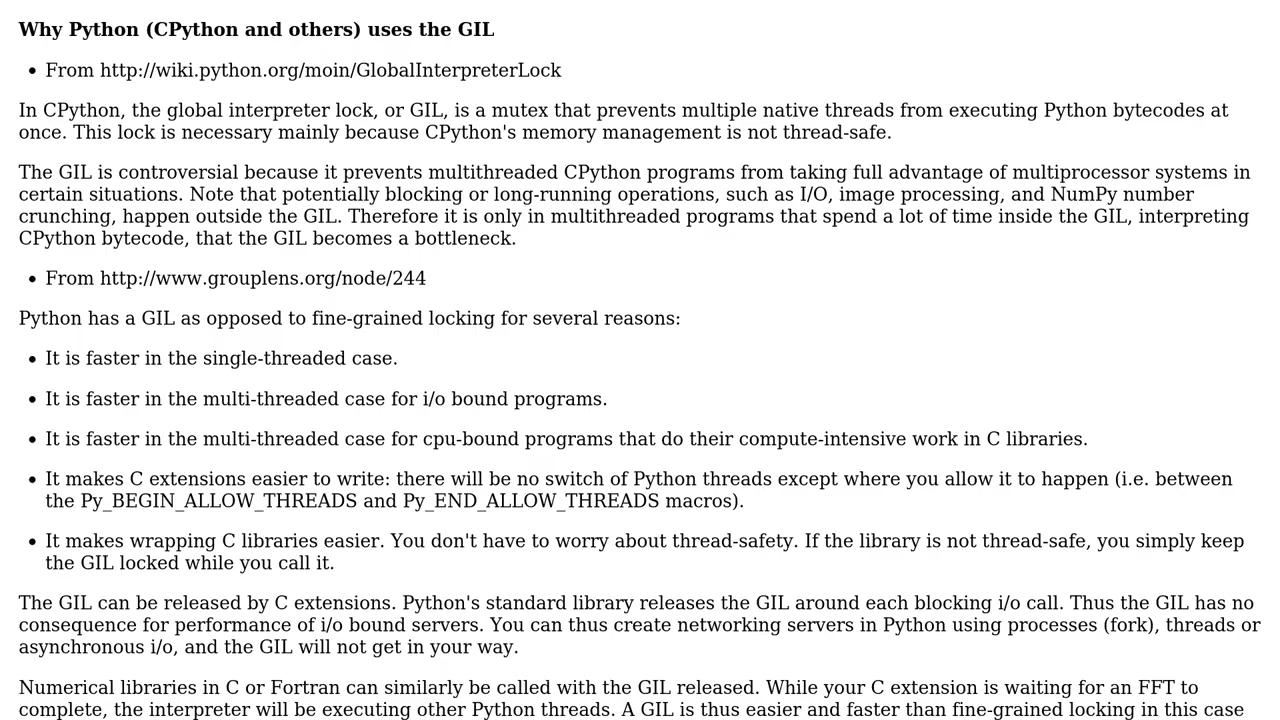 Why Python (CPython and others) uses the GIL
• From http://wiki.python.org/moin/GlobalInterpreterLock
In CPython, the global interpreter lock, or GIL, is a mutex that prevents multiple native threads from executing Python bytecodes at
once. This lock is necessary mainly because CPython's memory management is not thread-safe.
The GIL is controversial because it prevents multithreaded CPython programs from taking full advantage of multiprocessor systems in
certain situations. Note that potentially blocking or long-running operations, such as I/O, image processing, and NumPy number
crunching, happen outside the GIL. Therefore it is only in multithreaded programs that spend a lot of time inside the GIL, interpreting
CPython bytecode, that the GIL becomes a bottleneck.
• From http://www.grouplens.org/node/244
Python has a GIL as opposed to fine-grained locking for several reasons:
• It is faster in the single-threaded case.
• It is faster in the multi-threaded case for i/o bound programs.
• It is faster in the multi-threaded case for cpu-bound programs that do their compute-intensive work in C libraries.
• It makes C extensions easier to write: there will be no switch of Python threads except where you allow it to happen (i.e. between
the Py_BEGIN_ALLOW_THREADS and Py_END_ALLOW_THREADS macros).
• It makes wrapping C libraries easier. You don't have to worry about thread-safety. If the library is not thread-safe, you simply keep
the GIL locked while you call it.
The GIL can be released by C extensions. Python's standard library releases the GIL around each blocking i/o call. Thus the GIL has no
consequence for performance of i/o bound servers. You can thus create networking servers in Python using processes (fork), threads or
asynchronous i/o, and the GIL will not get in your way.
Numerical libraries in C or Fortran can similarly be called with the GIL released. While your C extension is waiting for an FFT to
complete, the interpreter will be executing other Python threads. A GIL is thus easier and faster than fine-grained locking in this case